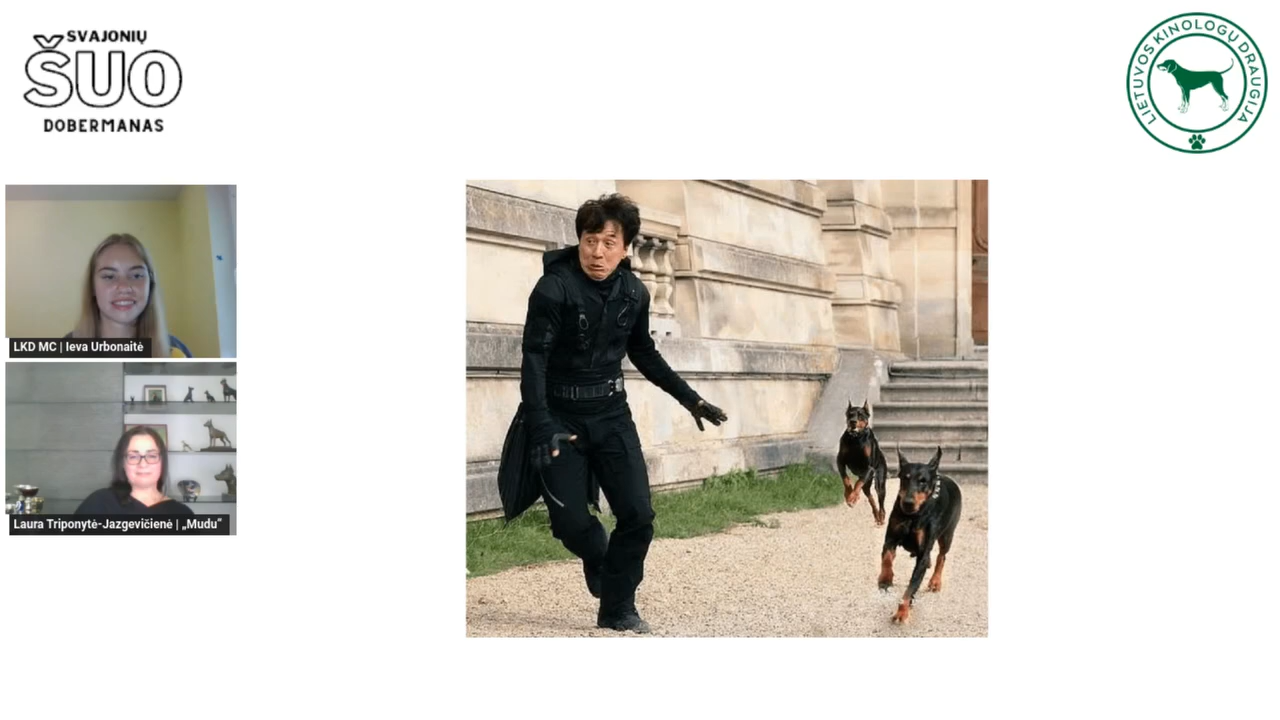 SVAJONIŲ
ŠUO
DOBERMANAS
LIETUVOS KINOLOGŲ DRAUGIJA
LKD MC | Ieva Urbonaitė
Laura Triponytė-Jazgevičienė | „Mudu“